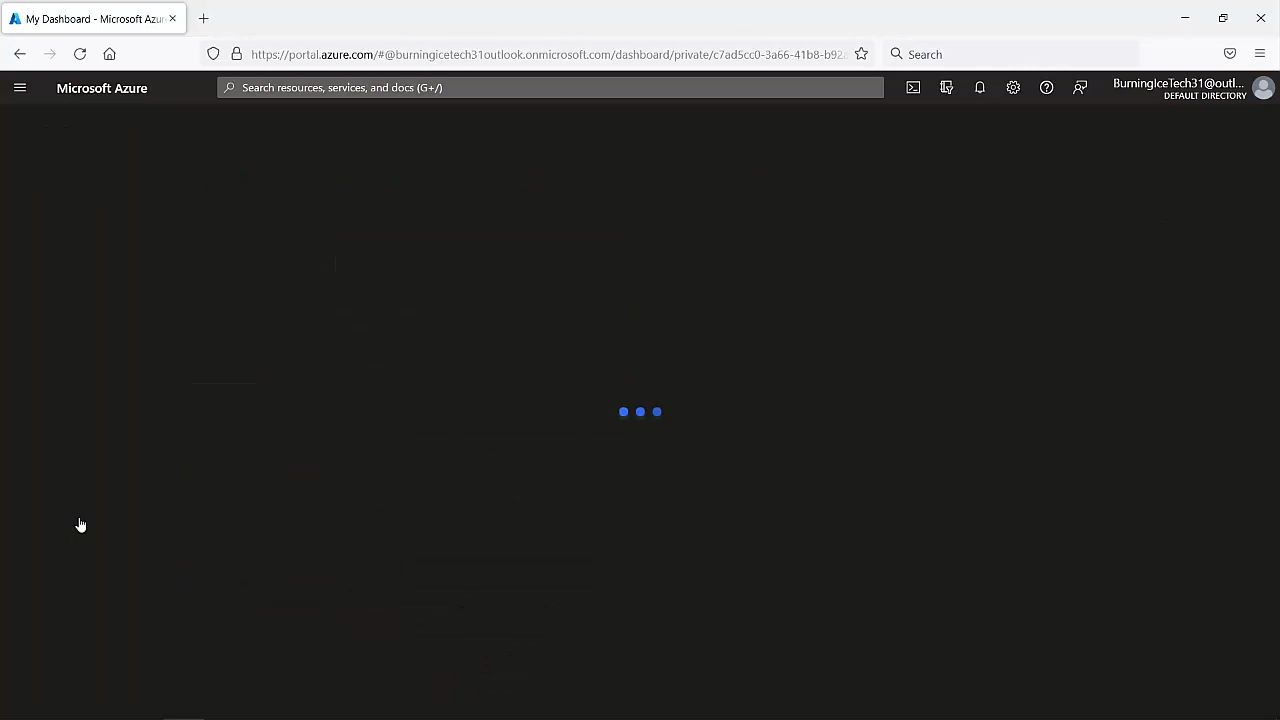 My Dashboard - Microsoft Azur
https://portal.azure.com/#@burningicetech31outlook.onmicrosoft.com/dashboard/private/c7ad5cc0-3a66-41b8-b92
Search
Microsoft Azure
Search resources, services, and docs (G+/)
BurningIceTech31@outl...
DEFAULT DIRECTORY